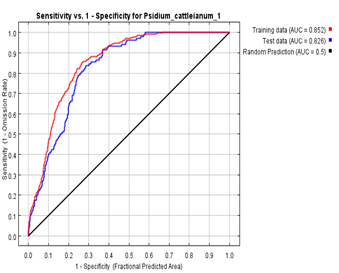 Sensitivity vs. 1 - Specificity for Psidium_cattleianum_1
Training data (AUC = 0.852)
Test data (AUC = 0.826)
Random Prediction (AUC = 0.5)
Sensitivity (1 - Omission Rate)
1.0
0.9
0.8
0.7
0.6
0.5
0.4
0.3
0.2
0.1
0.0
0.0 0.1 0.2 0.3 0.4 0.5 0.6 0.7 0.8 0.9 1.0
1 - Specificity (Fractional Predicted Area)